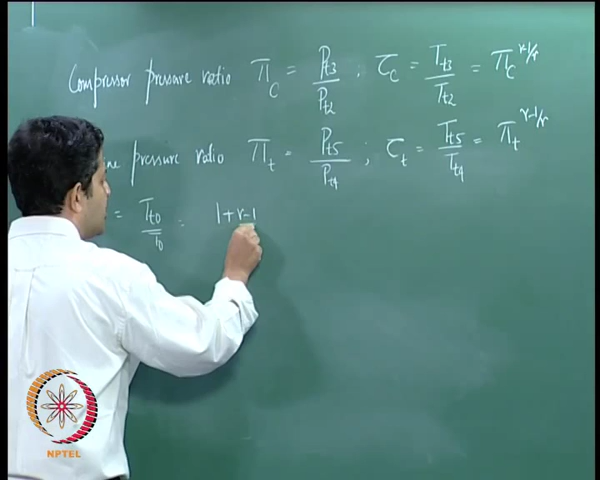 Compressor pressure ratio Π_c = P_t3/P_t2 ; τ_c = T_t3/T_t2 = Π_c^(γ-1/γ)
ne pressure ratio Π_t = P_t5/P_t4 ; τ_t = T_t5/T_t4 = Π_t^(γ-1/γ)
= T_t0/T_0 = 1+γ-1
NPTEL